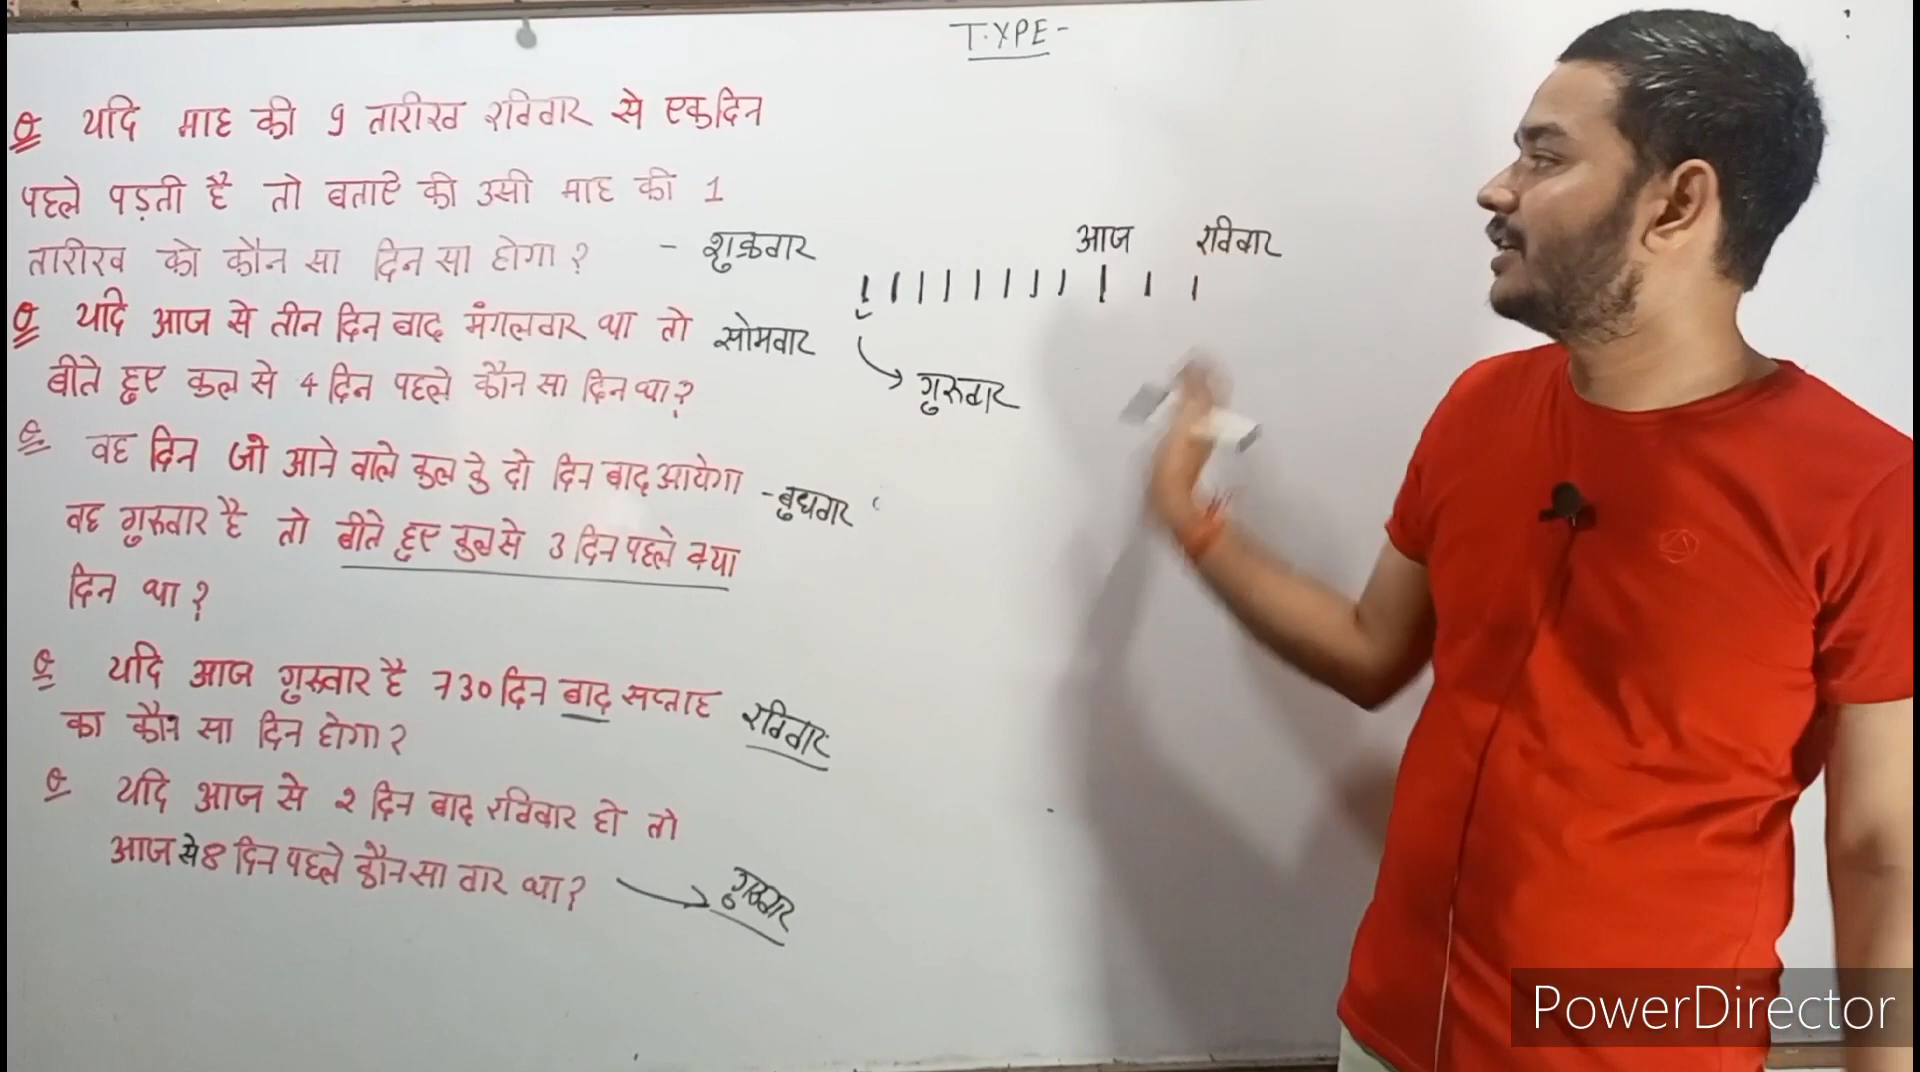 T.YPE-
Q यदि माह की 9 तारीख रविवार से एक दिन
पहले पड़ती है तो बताऐ की उसी माह की 1
तारीख को कौन सा दिन सा होगा ? - शुक्रवार
Q यदि आज से तीन दिन बाद मंगलवार था तो सोमवार
बीते हुए कल से 4 दिन पहले कौन सा दिन था ?
Q वह दिन जो आने वाले कल के दो दिन बाद आयेगा - बुधवार
वह गुरुवार है तो बीते हुए कल से 3 दिन पहले क्या
दिन था ?
Q यदि आज गुरुवार है 730 दिन बाद सप्ताह रविवार
का कौन सा दिन होगा ?
Q यदि आज से 2 दिन बाद रविवार हो तो
आज से 8 दिन पहले कौन सा वार था ? गुरुवार
आज रविवार
गुरुवार
PowerDirector